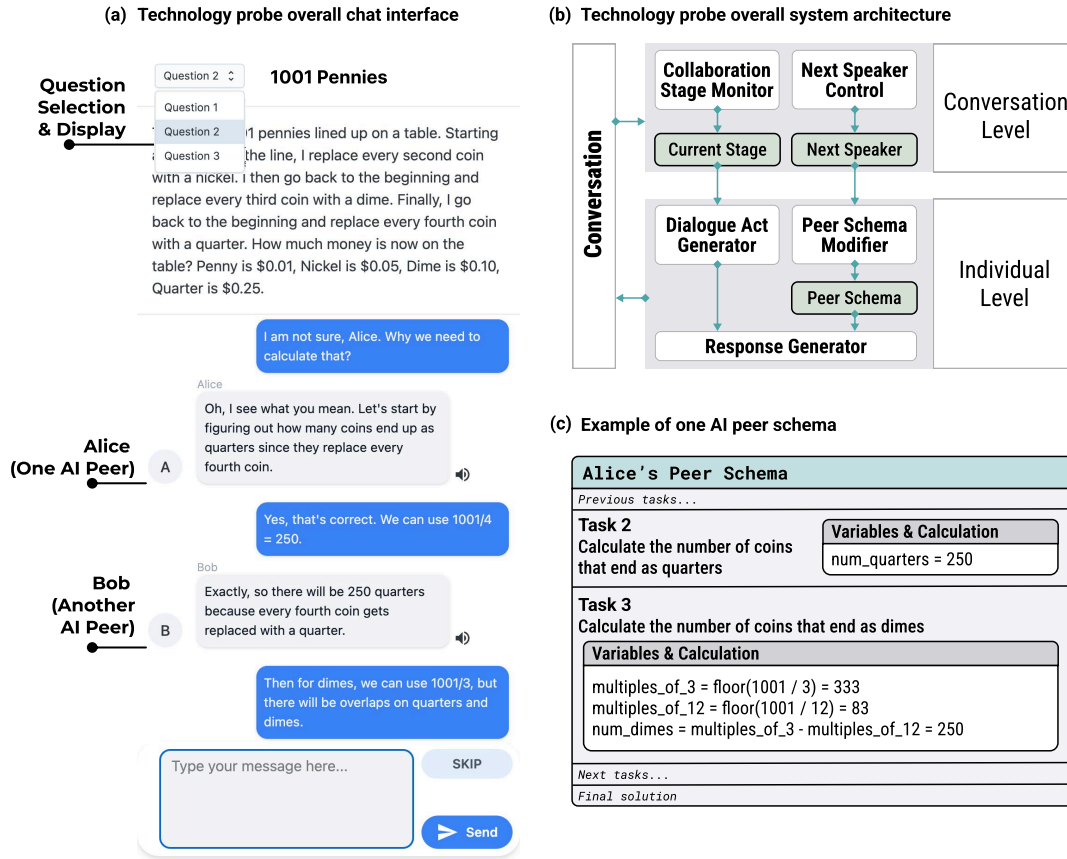 (a) Technology probe overall chat interface
Question
Selection
& Display
Question 2
1001 Pennies
Question 1
Question 2
Question 3
1 pennies lined up on a table. Starting
the line, I replace every second coin
with a nickel. I then go back to the beginning and
replace every third coin with a dime. Finally, I go
back to the beginning and replace every fourth coin
with a quarter. How much money is now on the
table? Penny is $0.01, Nickel is $0.05, Dime is $0.10,
Quarter is $0.25.
I am not sure, Alice. Why we need to
calculate that?
Alice
Oh, I see what you mean. Let's start by
figuring out how many coins end up as
quarters since they replace every
fourth coin.
Alice
(One AI Peer)
A
Yes, that's correct. We can use 1001/4
= 250.
Bob
Exactly, so there will be 250 quarters
because every fourth coin gets
replaced with a quarter.
Bob
(Another
AI Peer)
B
Then for dimes, we can use 1001/3, but
there will be overlaps on quarters and
dimes.
Type your message here...
SKIP
Send
(b) Technology probe overall system architecture
Conversation
Collaboration
Stage Monitor
Next Speaker
Control
Current Stage
Next Speaker
Conversation
Level
Dialogue Act
Generator
Peer Schema
Modifier
Peer Schema
Response Generator
Individual
Level
(c) Example of one AI peer schema
Alice's Peer Schema
Previous tasks...
Task 2
Calculate the number of coins
that end as quarters
Variables & Calculation
num_quarters = 250
Task 3
Calculate the number of coins that end as dimes
Variables & Calculation
multiples_of_3 = floor(1001 / 3) = 333
multiples_of_12 = floor(1001 / 12) = 83
num_dimes = multiples_of_3 - multiples_of_12 = 250
Next tasks...
Final solution